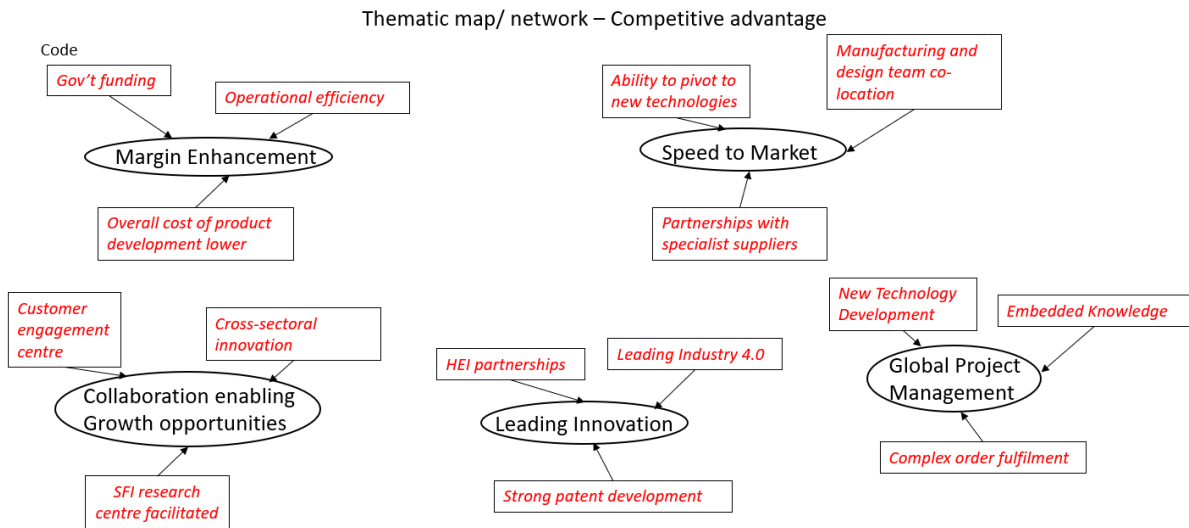 Thematic map/ network – Competitive advantage
Code
Gov’t funding
Operational efficiency
Margin Enhancement
Overall cost of product
development lower
Ability to pivot to
new technologies
Manufacturing and
design team co-
location
Speed to Market
Partnerships with
specialist suppliers
Customer
engagement
centre
Cross-sectoral
innovation
Collaboration enabling
Growth opportunities
SFI research
centre facilitated
HEI partnerships
Leading Industry 4.0
Leading Innovation
Strong patent development
New Technology
Development
Embedded Knowledge
Global Project
Management
Complex order fulfilment